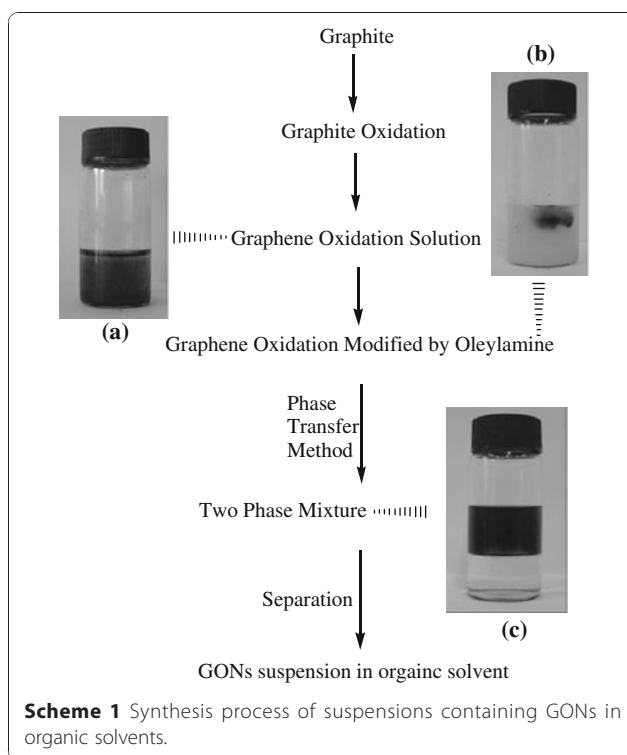 Graphite
(b)
Graphite Oxidation
Graphene Oxidation Solution
(a)
Graphene Oxidation Modified by Oleylamine
Phase
Transfer
Method
Two Phase Mixture
Separation
(c)
GONs suspension in orgainc solvent
Scheme 1 Synthesis process of suspensions containing GONs in
organic solvents.